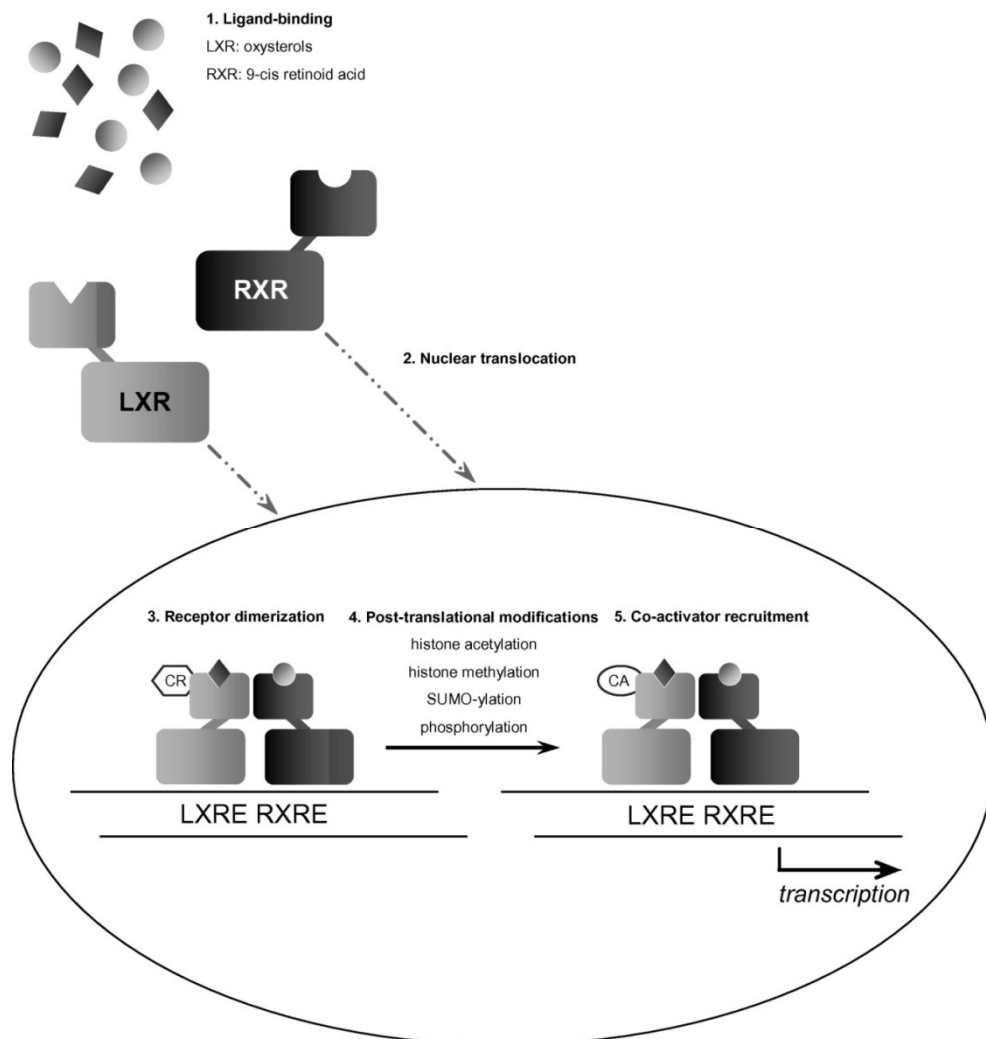 1. Ligand-binding
LXR: oxysterols
RXR: 9-cis retinoid acid
RXR
2. Nuclear translocation
LXR
3. Receptor dimerization
4. Post-translational modifications
5. Co-activator recruitment
histone acetylation
histone methylation
SUMO-ylation
phosphorylation
CR
CA
LXRE RXRE
LXRE RXRE
transcription